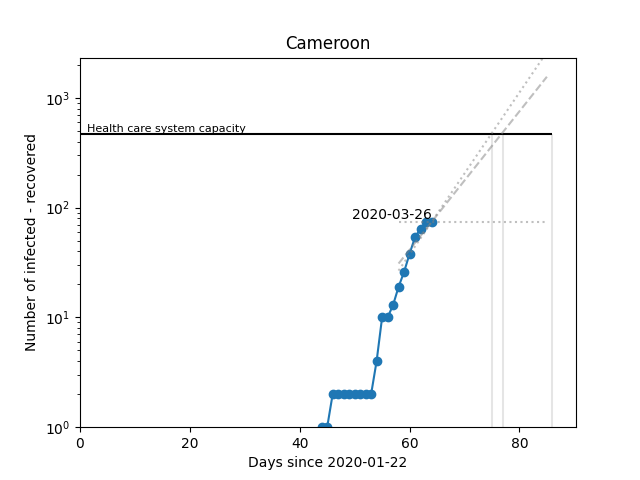 Cameroon
Number of infected - recovered
10³
Health care system capacity
2020-03-26
10²
10¹
10⁰
0 20 40 60 80
Days since 2020-01-22